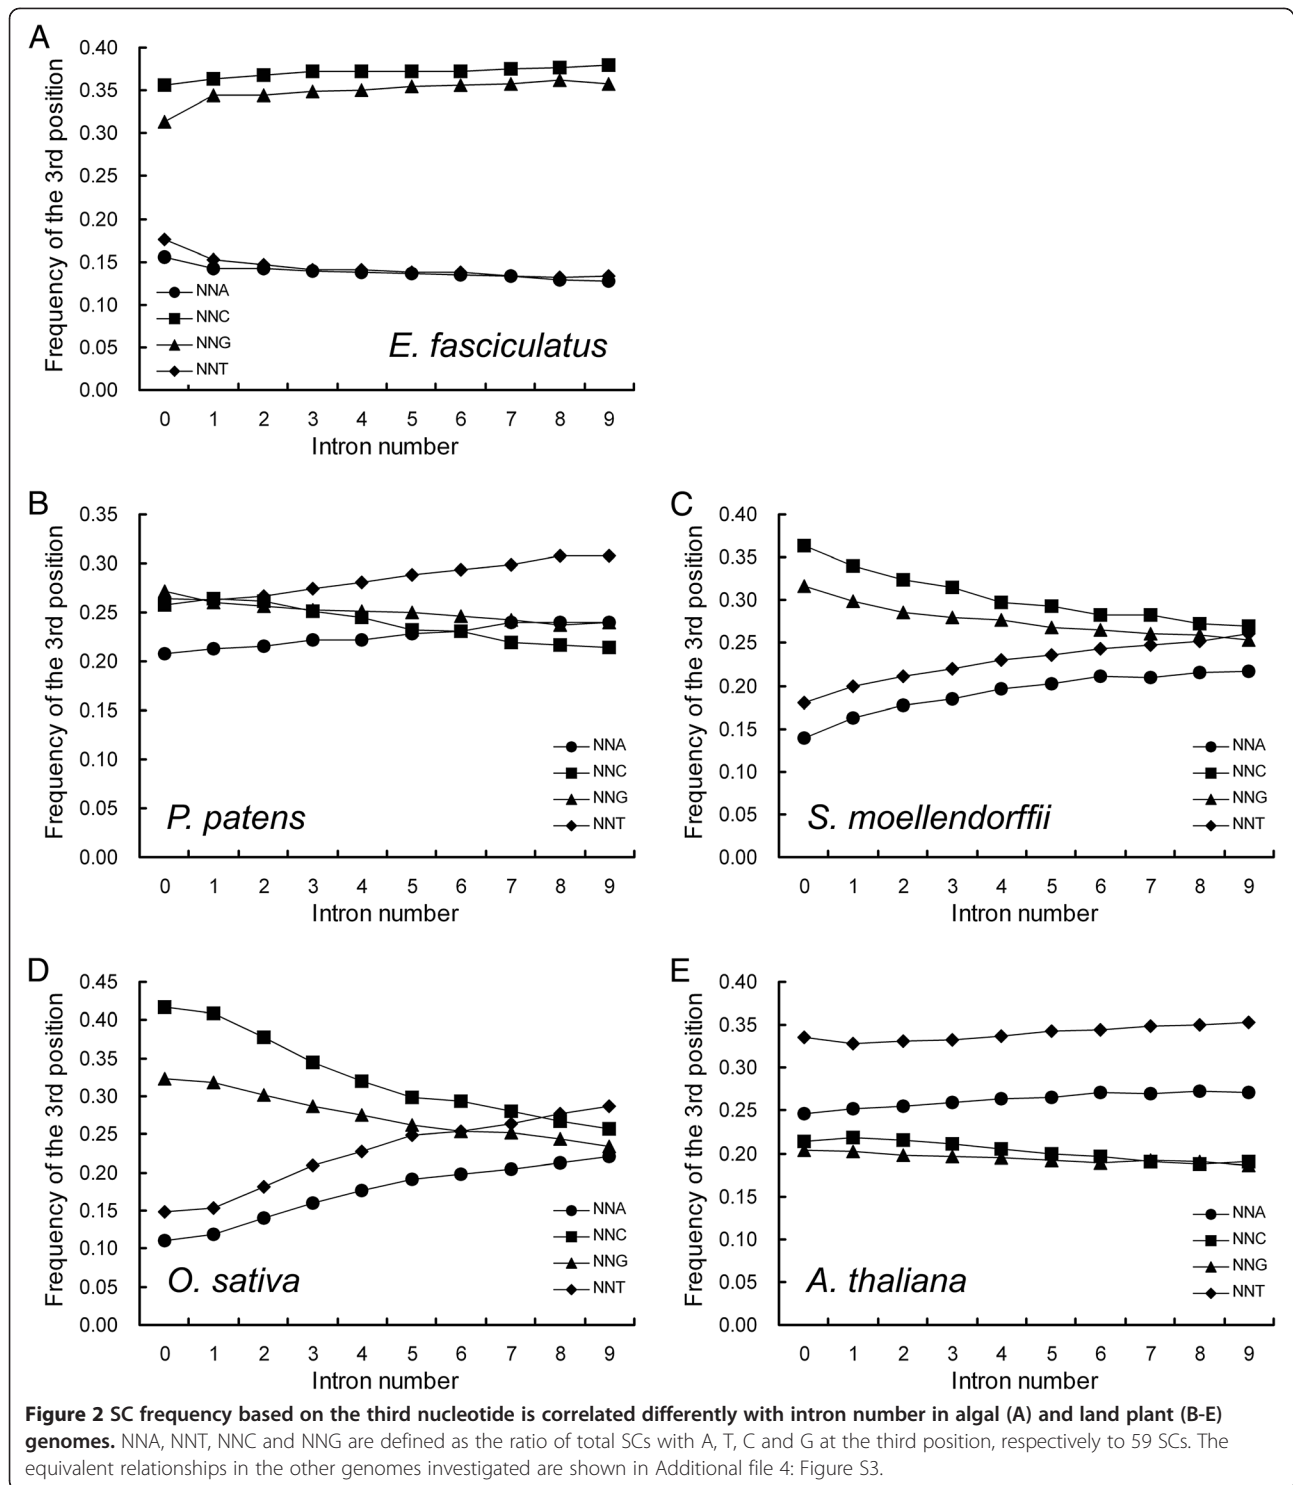 A
Frequency of the 3rd position
0.40
0.35
0.30
0.25
0.20
0.15
0.10
0.05
0.00
NNA
NNC
NNG
NNT
E. fasciculatus
0 1 2 3 4 5 6 7 8 9
Intron number
B
Frequency of the 3rd position
0.35
0.30
0.25
0.20
0.15
0.10
0.05
0.00
NNA
NNC
NNG
NNT
P. patens
0 1 2 3 4 5 6 7 8 9
Intron number
C
Frequency of the 3rd position
0.40
0.35
0.30
0.25
0.20
0.15
0.10
0.05
0.00
NNA
NNC
NNG
NNT
S. moellendorffii
0 1 2 3 4 5 6 7 8 9
Intron number
D
Frequency of the 3rd position
0.45
0.40
0.35
0.30
0.25
0.20
0.15
0.10
0.05
0.00
NNA
NNC
NNG
NNT
O. sativa
0 1 2 3 4 5 6 7 8 9
Intron number
E
Frequency of the 3rd position
0.40
0.35
0.30
0.25
0.20
0.15
0.10
0.05
0.00
NNA
NNC
NNG
NNT
A. thaliana
0 1 2 3 4 5 6 7 8 9
Intron number
Figure 2 SC frequency based on the third nucleotide is correlated differently with intron number in algal (A) and land plant (B-E)
genomes. NNA, NNT, NNC and NNG are defined as the ratio of total SCs with A, T, C and G at the third position, respectively to 59 SCs. The
equivalent relationships in the other genomes investigated are shown in Additional file 4: Figure S3.